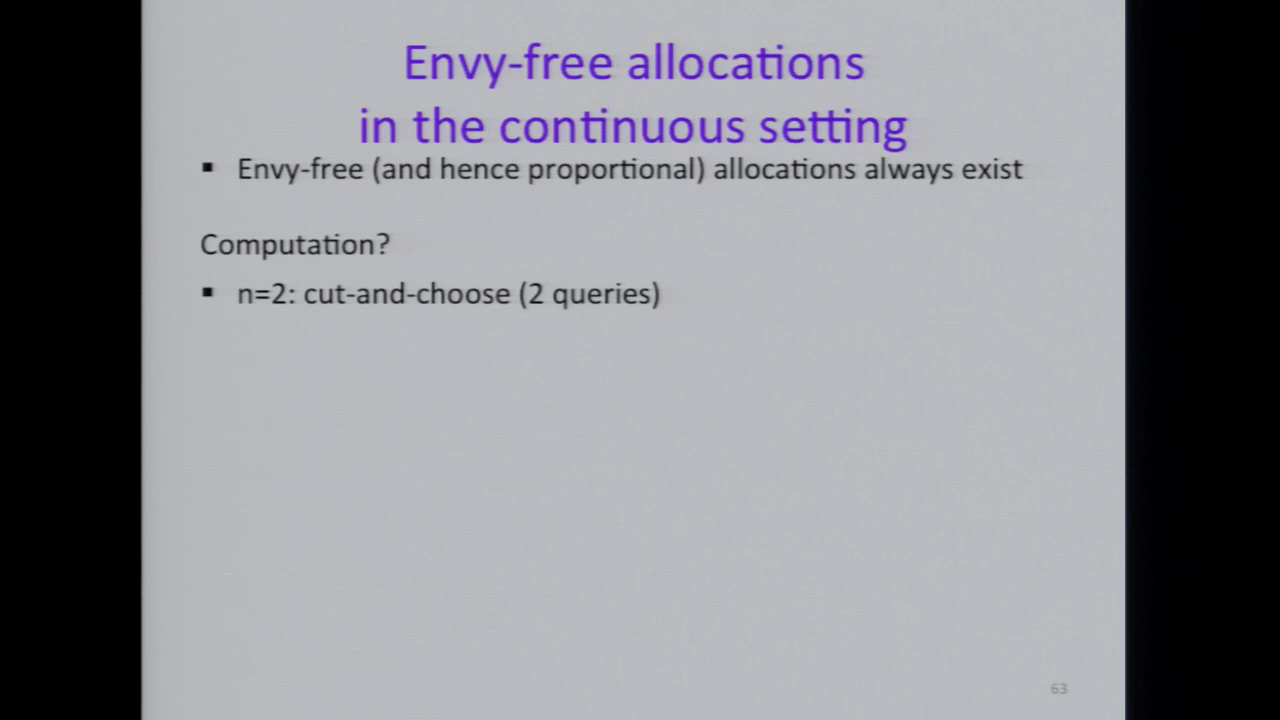 Envy-free allocations
in the continuous setting
▪ Envy-free (and hence proportional) allocations always exist
Computation?
▪ n=2: cut-and-choose (2 queries)
63